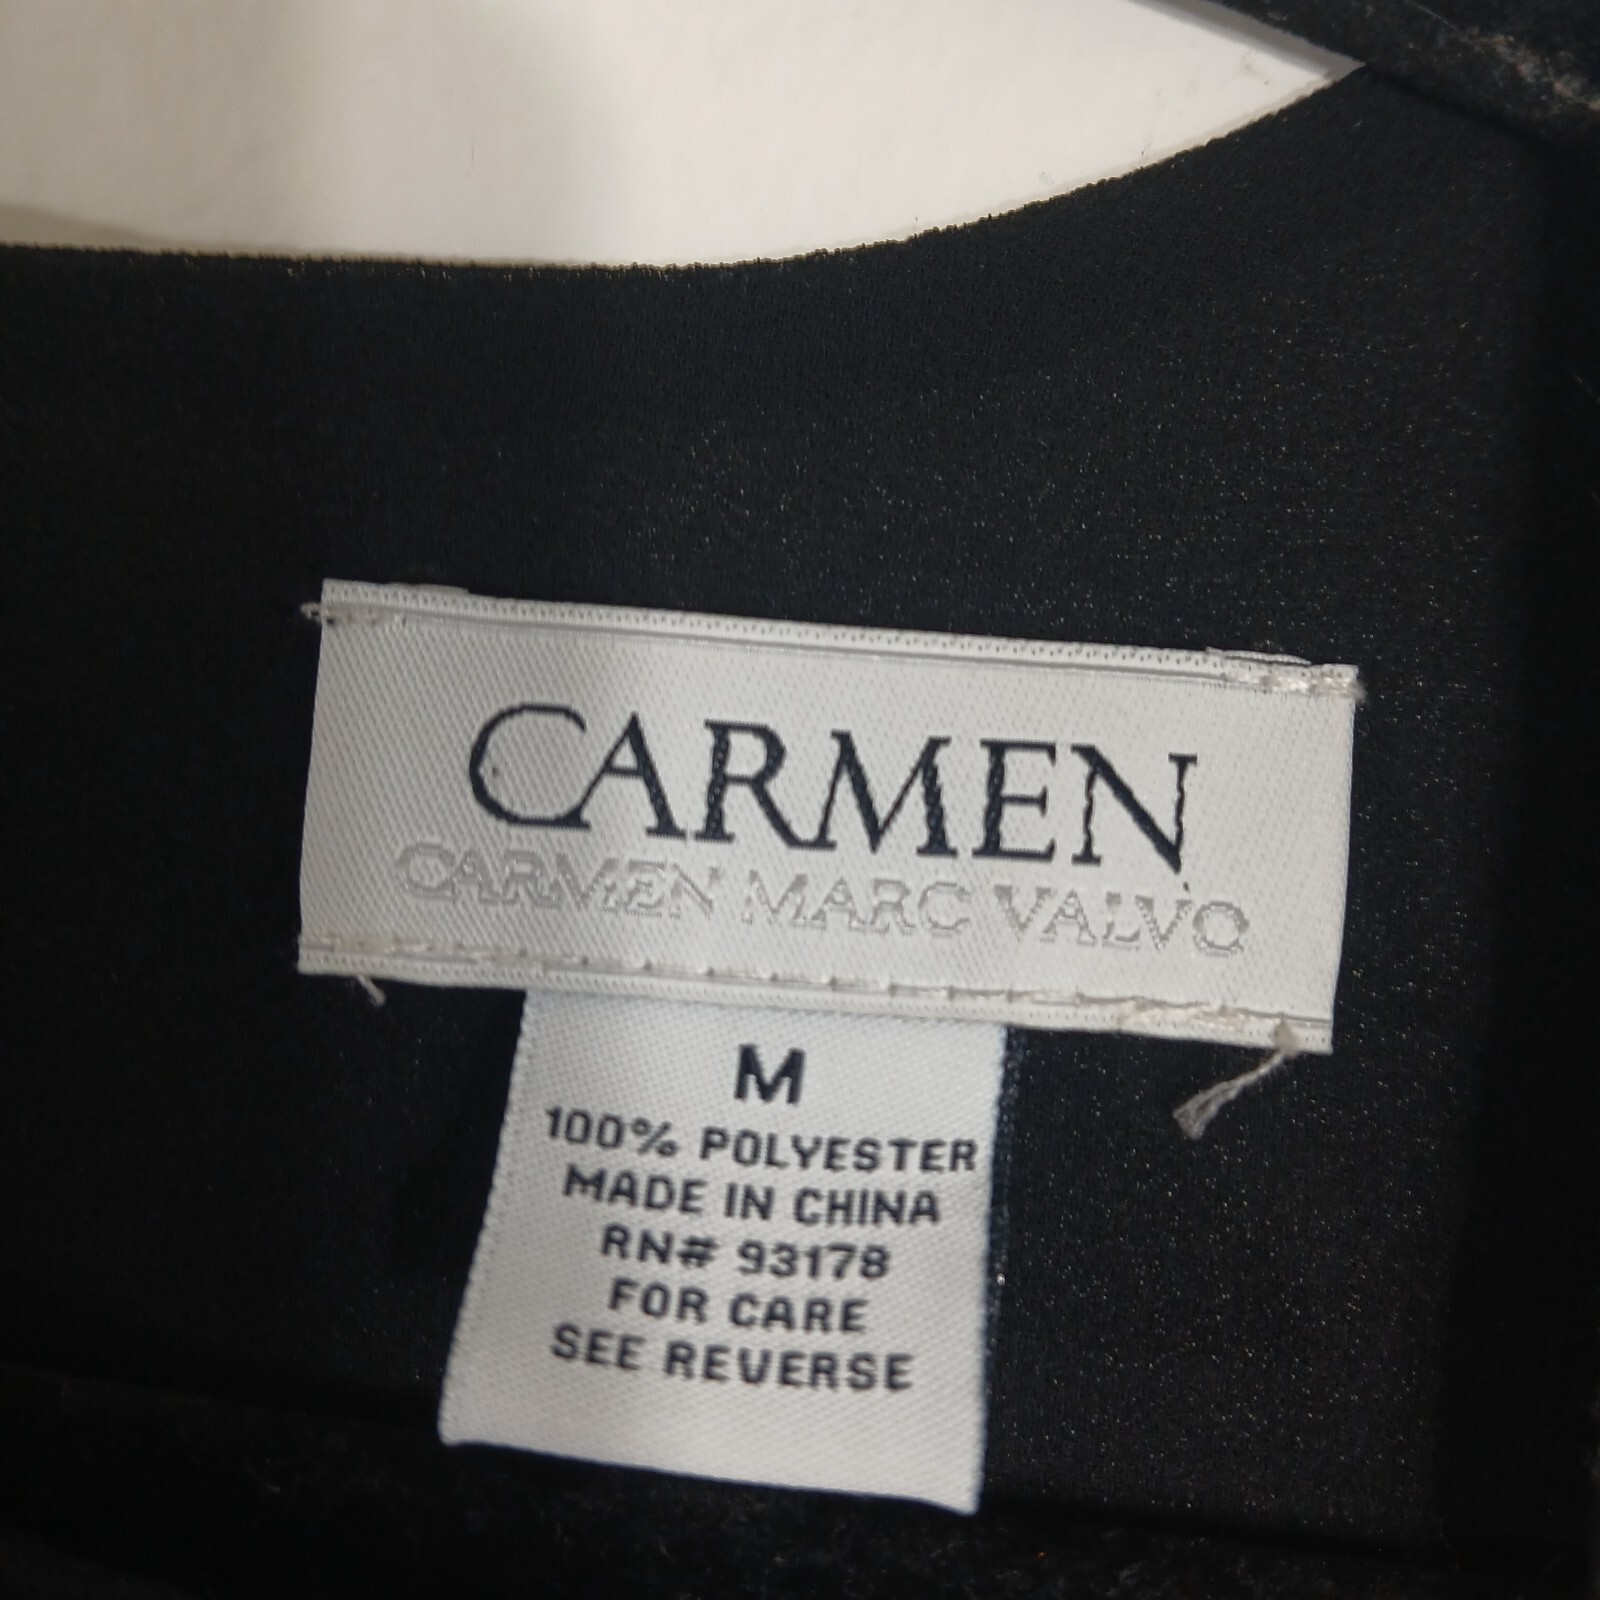 CARMEN
CARMEN MARC VALVO
M
100% POLYESTER
MADE IN CHINA
RN# 93178
FOR CARE
SEE REVERSE